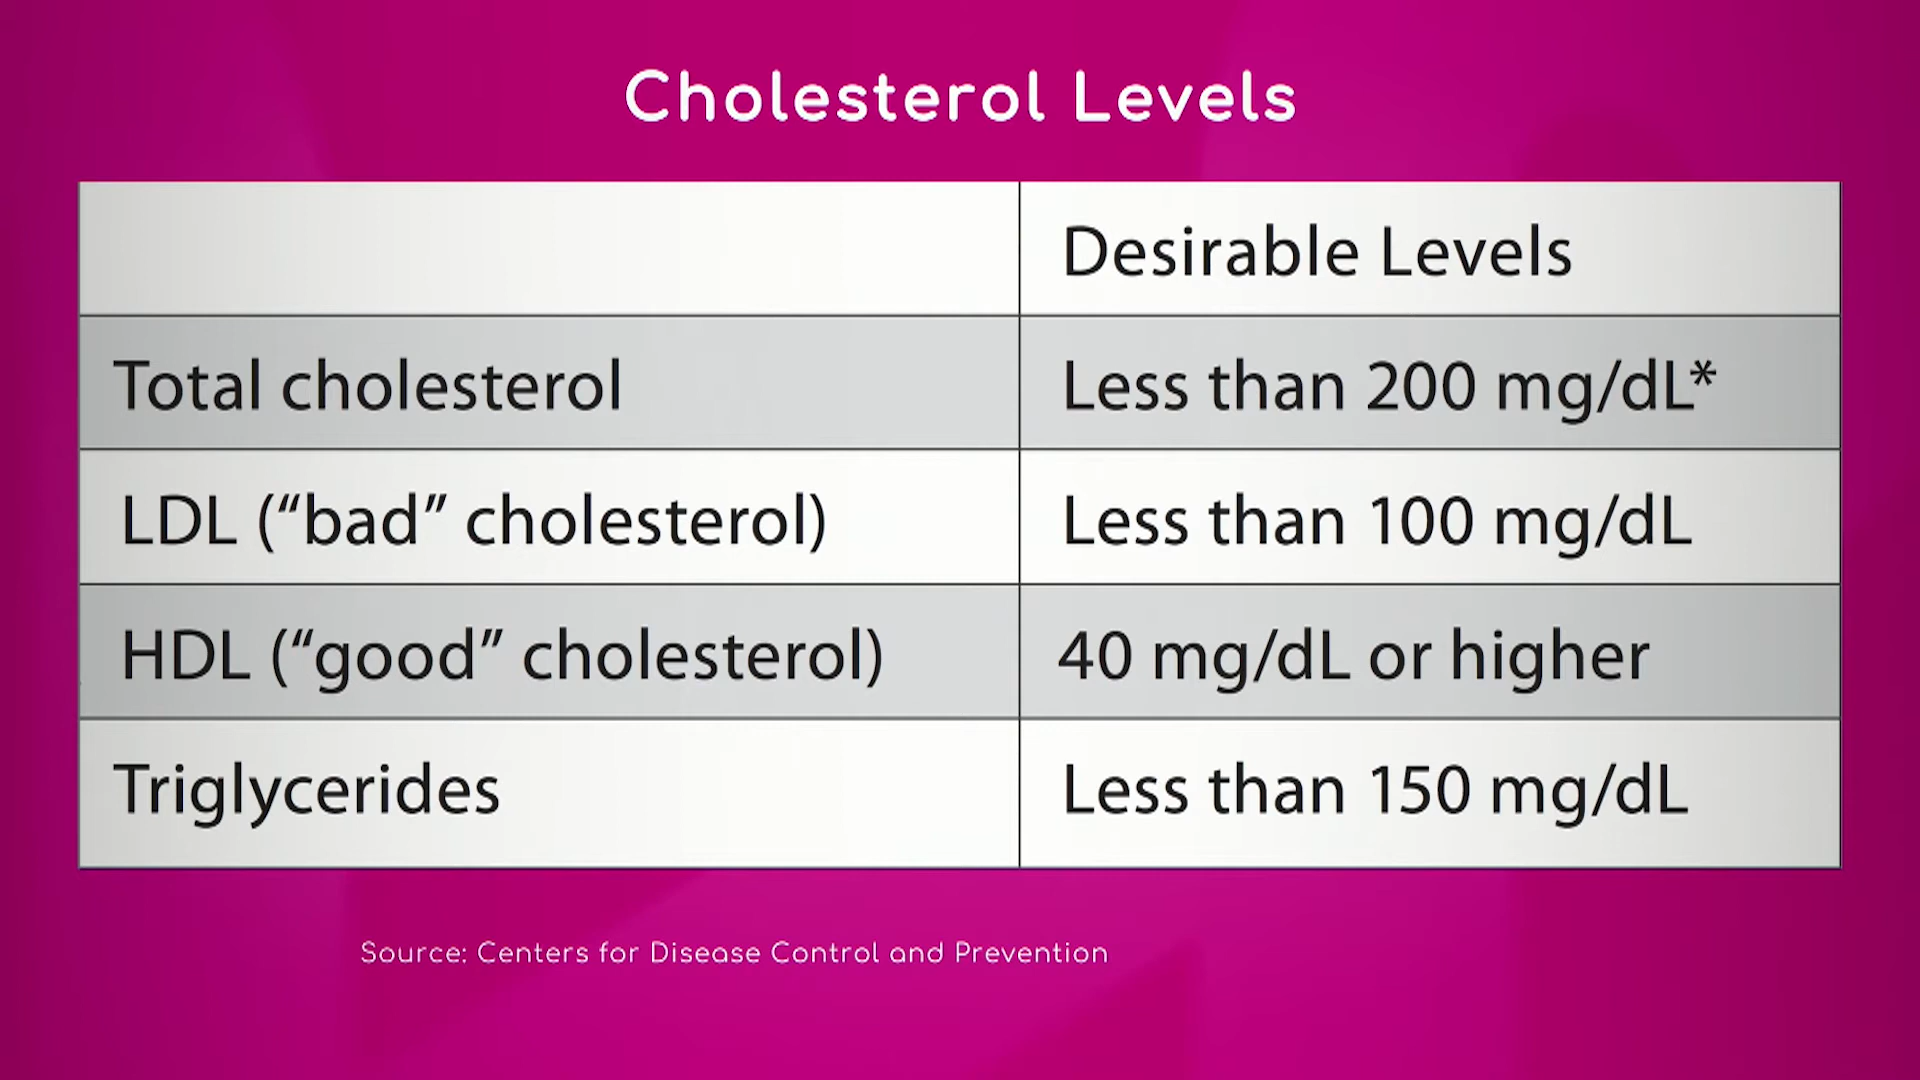 Cholesterol Levels
Desirable Levels
Total cholesterol Less than 200 mg/dL*
LDL (“bad” cholesterol) Less than 100 mg/dL
HDL (“good” cholesterol) 40 mg/dL or higher
Triglycerides Less than 150 mg/dL
Source: Centers for Disease Control and Prevention